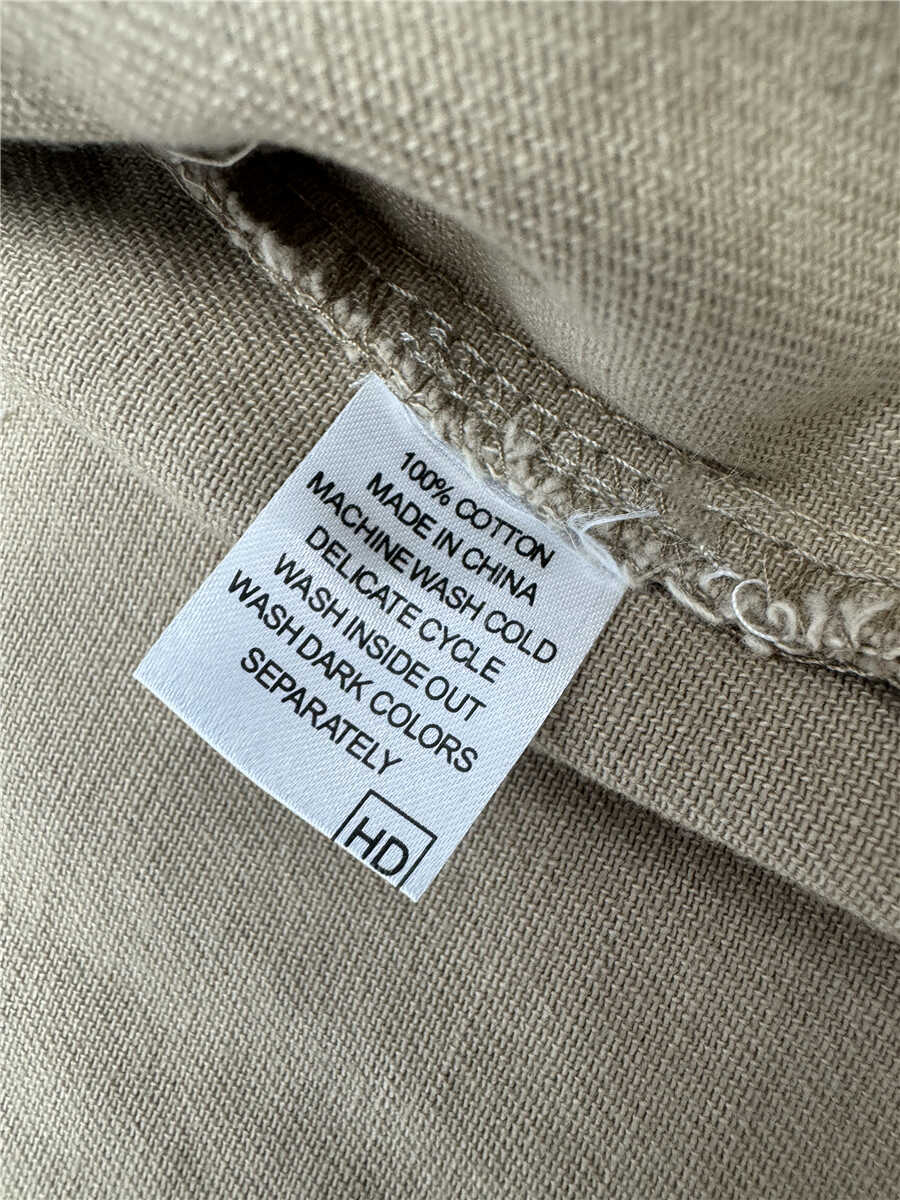 100% COTTON
MADE IN CHINA
MACHINE WASH COLD
DELICATE CYCLE
WASH INSIDE OUT
WASH DARK COLORS
SEPARATELY
HD